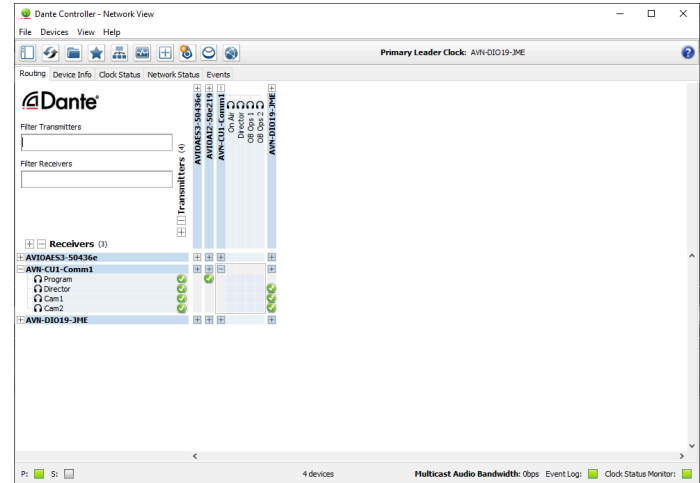 Dante Controller - Network View
File Devices View Help
Primary Leader Clock: AVN-DIO19-JME
?
Routing Device Info Clock Status Network Status Events
Dante®
Filter Transmitters
Filter Receivers
Transmitters (4)
AVIOAES3-50436e
AVIOAI2-50e219
AVN-CU1-Comm1
On Air
Director
OB Ops 1
OB Ops 2
AVN-DIO19-JME
Receivers (3)
AVIOAES3-50436e
AVN-CU1-Comm1
Program
Director
Cam1
Cam2
AVN-DIO19-JME
P: S: 4 devices Multicast Audio Bandwidth: 0bps Event Log: Clock Status Monitor: